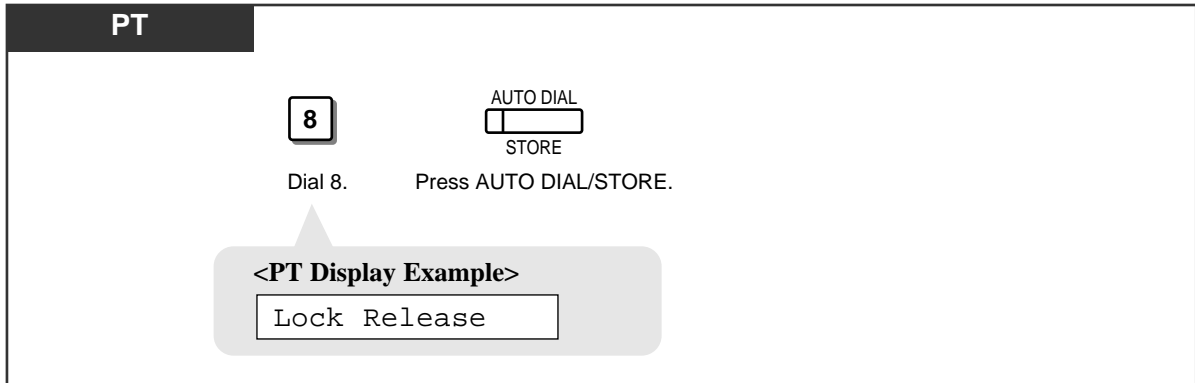 PT
8
AUTO DIAL
STORE
Dial 8. Press AUTO DIAL/STORE.
<PT Display Example>
Lock Release